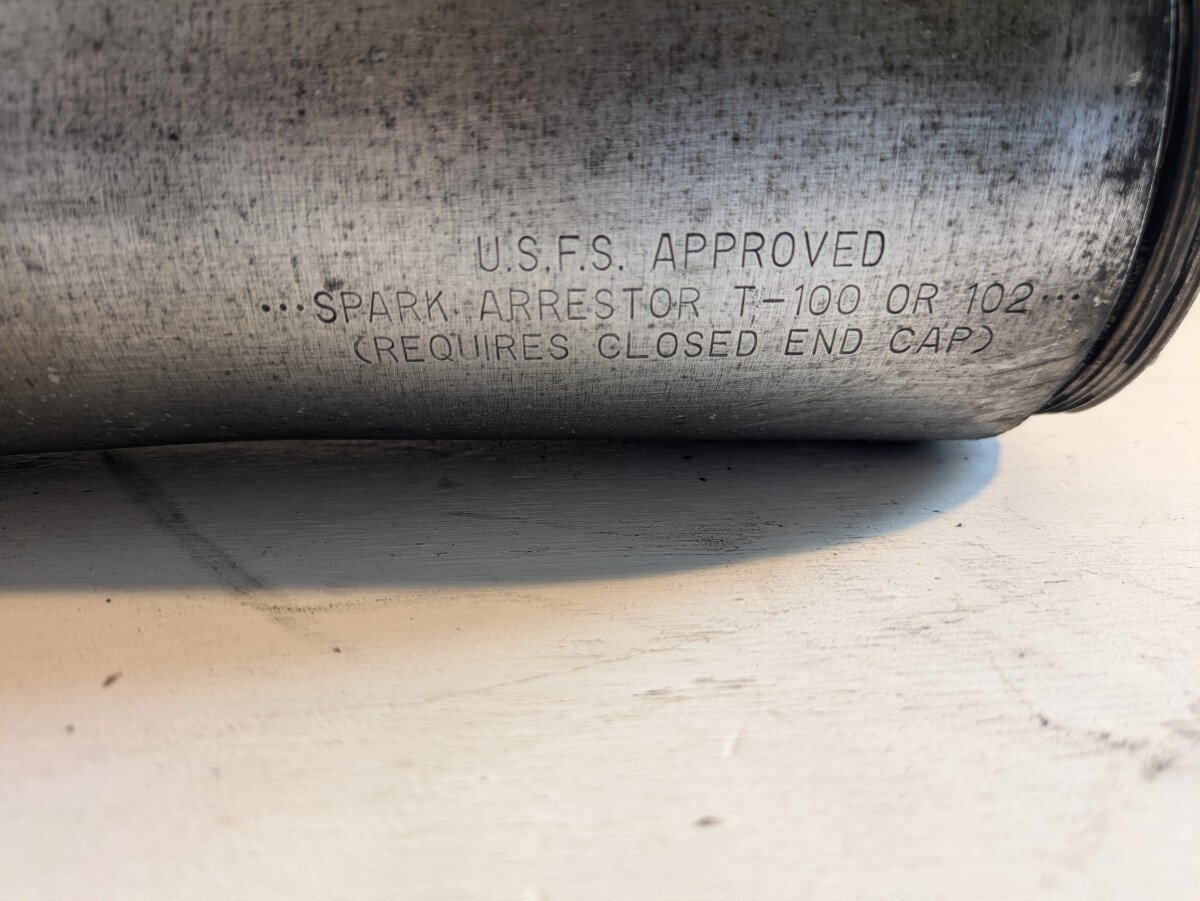 U.S.F.S. APPROVED
···SPARK ARRESTOR T-100 OR 102···
(REQUIRES CLOSED END CAP)